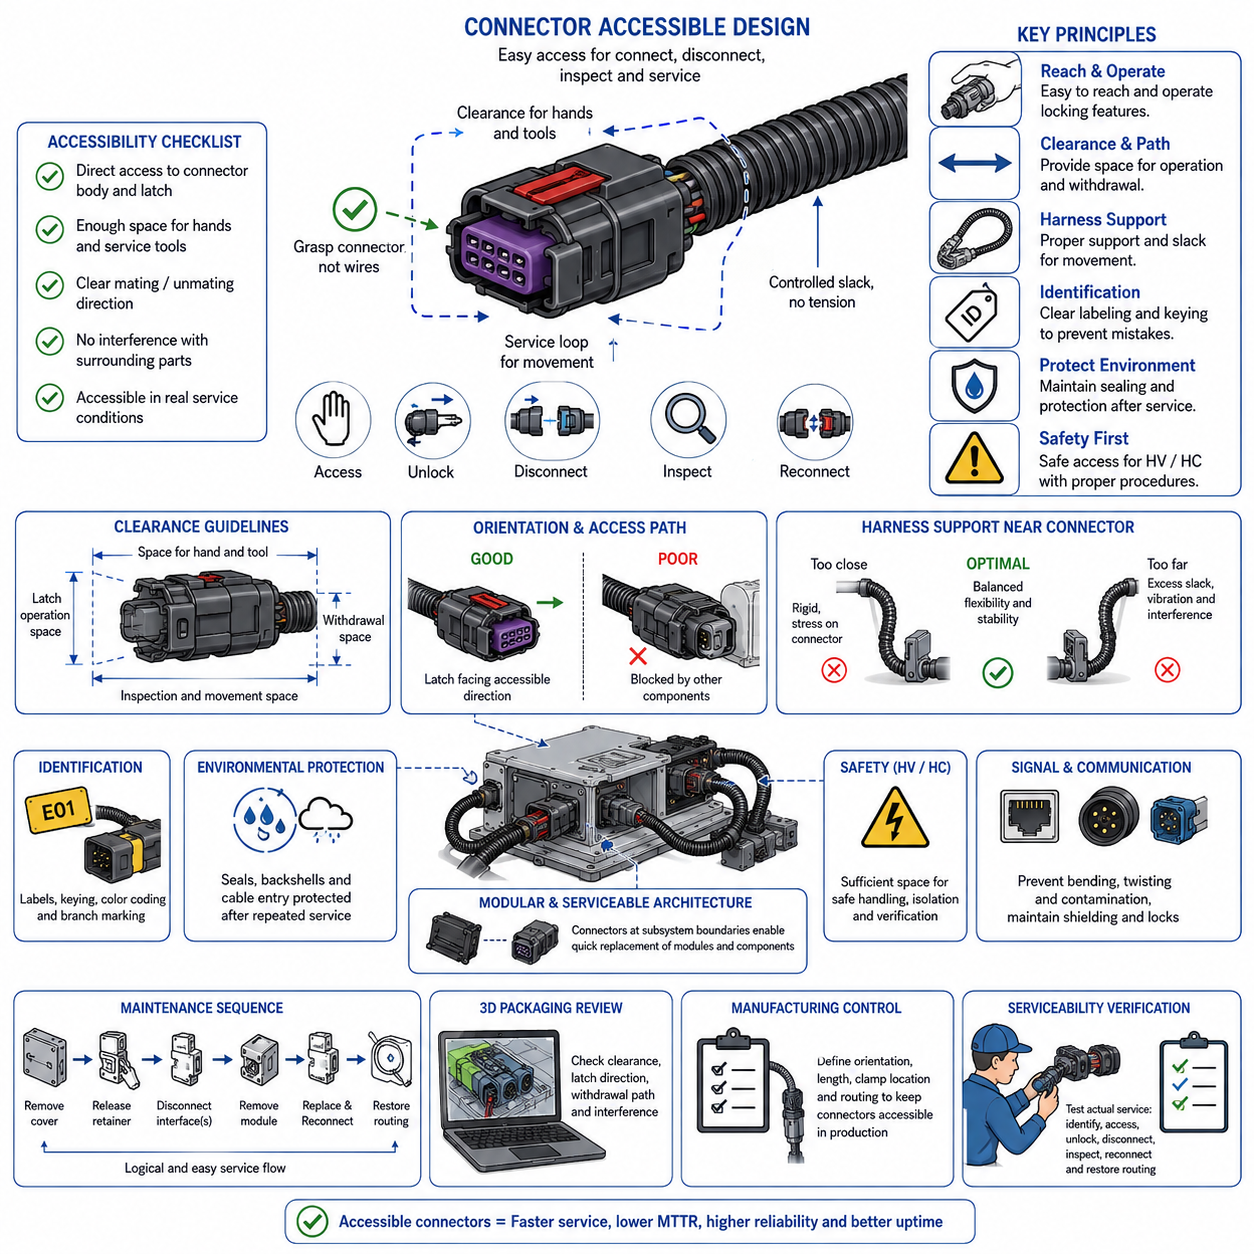 CONNECTOR ACCESSIBLE DESIGN
Easy access for connect, disconnect,
inspect and service
Clearance for hands
and tools
Grasp connector,
not wires
Controlled slack,
no tension
Service loop
for movement
Access
Unlock
Disconnect
Inspect
Reconnect
ACCESSIBILITY CHECKLIST
Direct access to connector
body and latch
Enough space for hands
and service tools
Clear mating / unmating
direction
No interference with
surrounding parts
Accessible in real service
conditions
KEY PRINCIPLES
Reach & Operate
Easy to reach and operate
locking features.
Clearance & Path
Provide space for operation
and withdrawal.
Harness Support
Proper support and slack
for movement.
ID
Identification
Clear labeling and keying
to prevent mistakes.
Protect Environment
Maintain sealing and
protection after service.
Safety First
Safe access for HV / HC
with proper procedures.
CLEARANCE GUIDELINES
Space for hand and tool
Latch
operation
space
Withdrawal
space
Inspection and movement space
ORIENTATION & ACCESS PATH
GOOD
POOR
Latch facing accessible
direction
Blocked by other
components
HARNESS SUPPORT NEAR CONNECTOR
Too close
Rigid,
stress on
connector
OPTIMAL
Balanced
flexibility and
stability
Too far
Excess slack,
vibration and
interference
IDENTIFICATION
E01
Labels, keying, color coding
and branch marking
ENVIRONMENTAL PROTECTION
Seals, backshells and
cable entry protected
after repeated service
MODULAR & SERVICEABLE ARCHITECTURE
Connectors at subsystem boundaries enable
quick replacement of modules and components
SAFETY (HV / HC)
Sufficient space for
safe handling, isolation
and verification
SIGNAL & COMMUNICATION
Prevent bending, twisting
and contamination,
maintain shielding and locks
MAINTENANCE SEQUENCE
Remove
cover
Release
retainer
Disconnect
interface(s)
Remove
module
Replace &
Reconnect
Restore
routing
Logical and easy service flow
3D PACKAGING REVIEW
Check clearance,
latch direction,
withdrawal path
and interference
MANUFACTURING CONTROL
Define orientation,
length, clamp location
and routing to keep
connectors accessible
in production
SERVICEABILITY VERIFICATION
Test actual service:
identify, access,
unlock, disconnect,
inspect, reconnect
and restore routing
Accessible connectors = Faster service, lower MTTR, higher reliability and better uptime